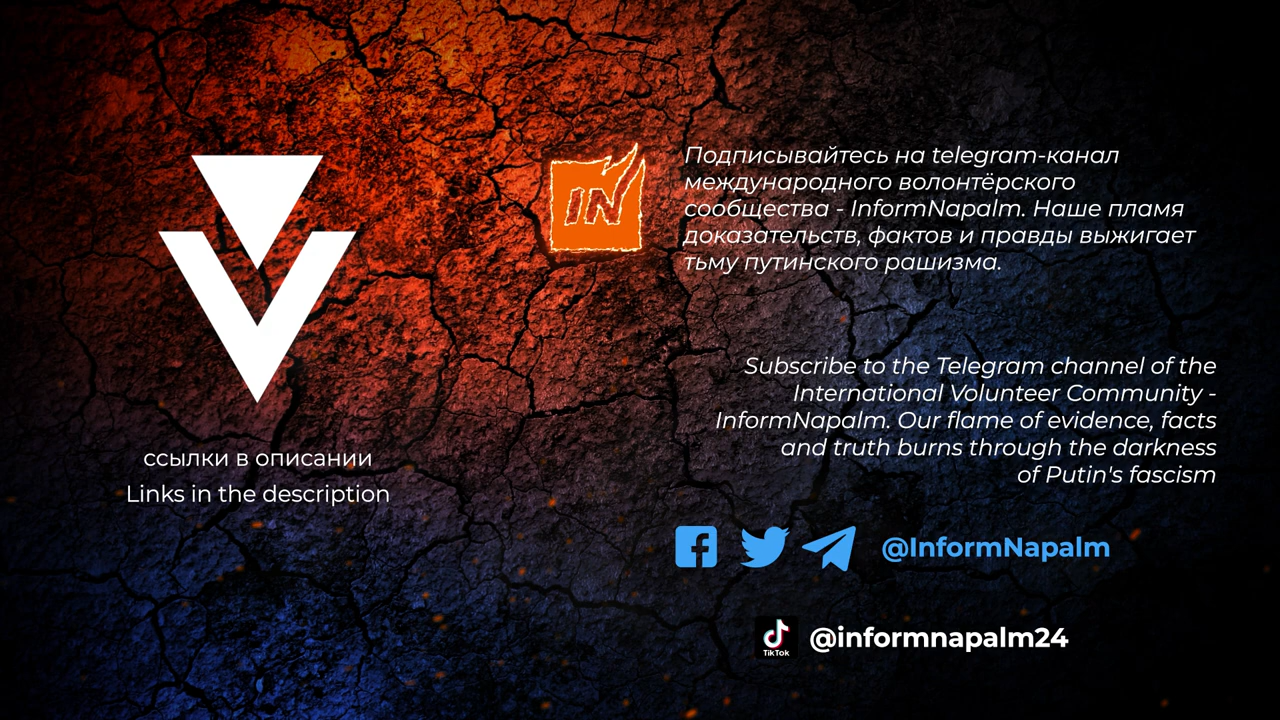 IN
Подписывайтесь на telegram-канал
международного волонтёрского
сообщества - InformNapalm. Наше пламя
доказательств, фактов и правды выжигает
тьму путинского рашизма.
Subscribe to the Telegram channel of the
International Volunteer Community -
InformNapalm. Our flame of evidence, facts
and truth burns through the darkness
of Putin's fascism
ссылки в описании
Links in the description
@InformNapalm
TikTok
@informnapalm24